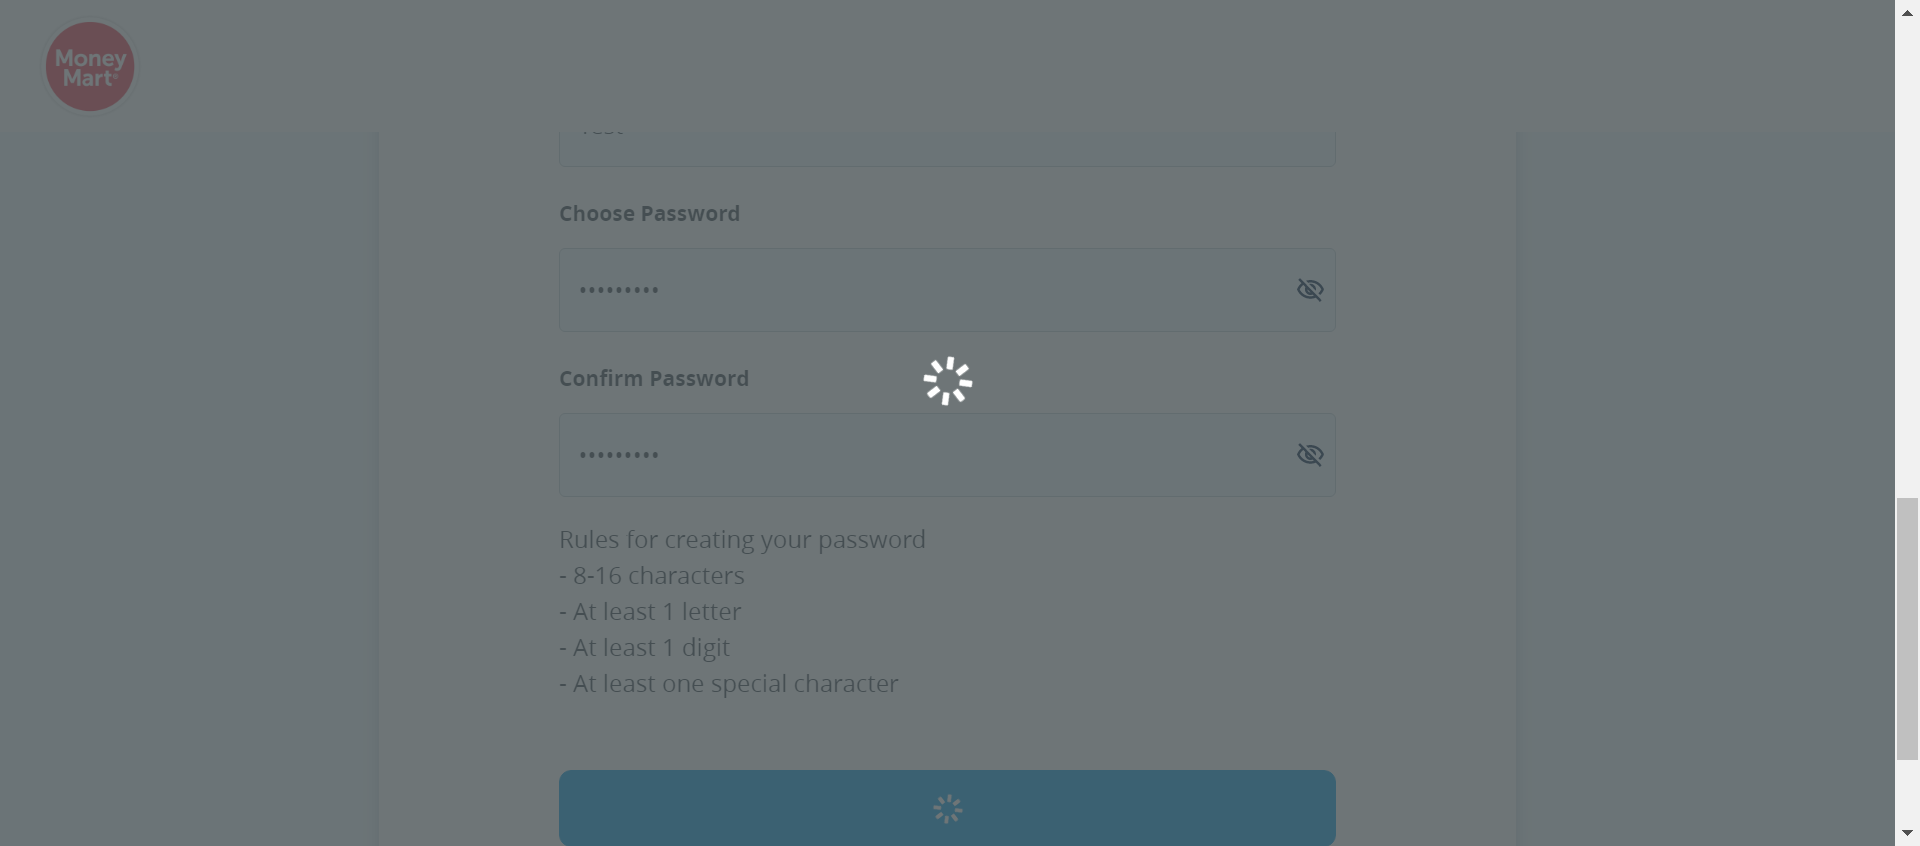 Money
Mart®
Choose Password
•••••••••
Confirm Password
•••••••••
Rules for creating your password
- 8-16 characters
- At least 1 letter
- At least 1 digit
- At least one special character